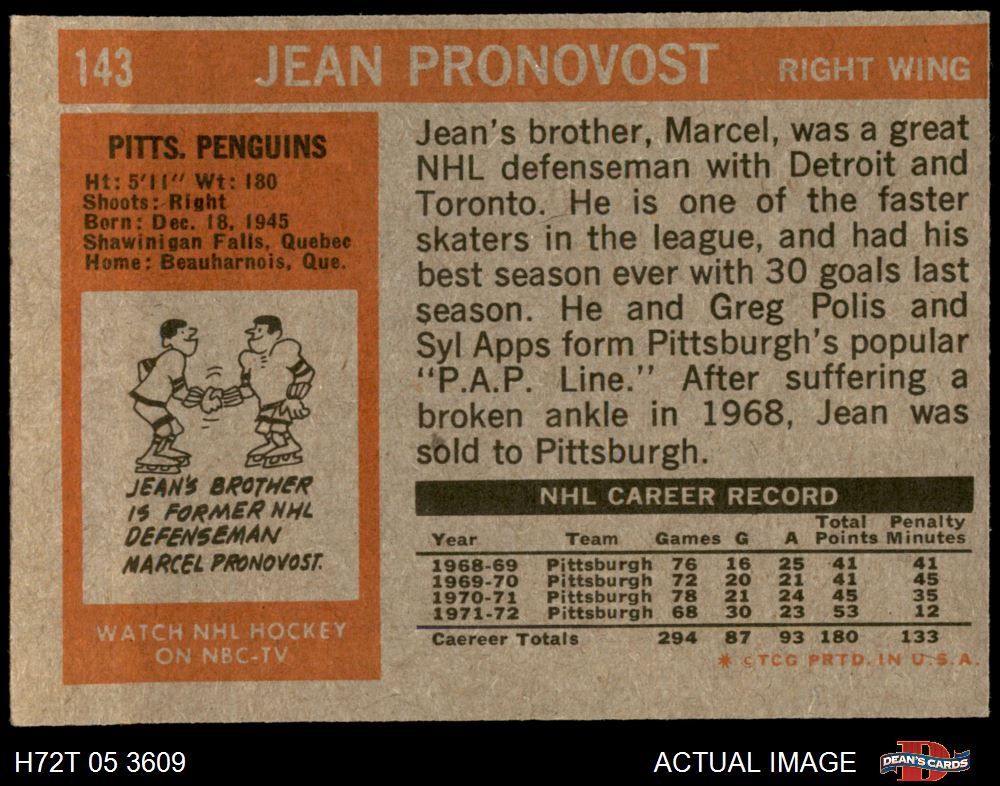 143 JEAN PRONOVOST RIGHT WING
PITTS. PENGUINS
Ht: 5'11" Wt: 180
Shoots: Right
Born: Dec. 18, 1945
Shawinigan Falls, Quebec
Home: Beauharnois, Que.
JEAN'S BROTHER
IS FORMER NHL
DEFENSEMAN
MARCEL PRONOVOST.
WATCH NHL HOCKEY
ON NBC-TV
Jean's brother, Marcel, was a great
NHL defenseman with Detroit and
Toronto. He is one of the faster
skaters in the league, and had his
best season ever with 30 goals last
season. He and Greg Polis and
Syl Apps form Pittsburgh's popular
"P.A.P. Line." After suffering a
broken ankle in 1968, Jean was
sold to Pittsburgh.
NHL CAREER RECORD
Year Team Games G A Total Points Penalty Minutes
1968-69 Pittsburgh 76 16 25 41 41
1969-70 Pittsburgh 72 20 21 41 45
1970-71 Pittsburgh 78 21 24 45 35
1971-72 Pittsburgh 68 30 23 53 12
Caereer Totals 294 87 93 180 133
* © TCG PRTD. IN U.S.A.
H72T 05 3609 ACTUAL IMAGE DEAN'S CARDS